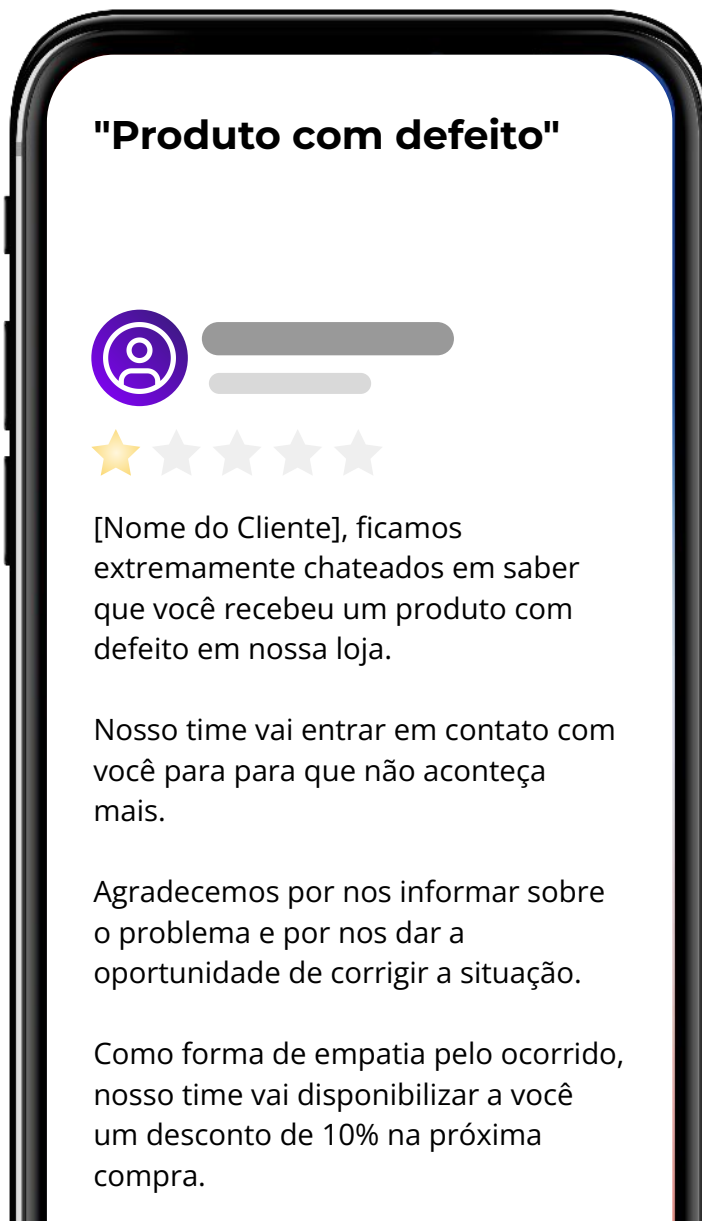 "Produto com defeito"
[Nome do Cliente], ficamos
extremamente chateados em saber
que você recebeu um produto com
defeito em nossa loja.
Nosso time vai entrar em contato com
você para para que não aconteça
mais.
Agradecemos por nos informar sobre
o problema e por nos dar a
oportunidade de corrigir a situação.
Como forma de empatia pelo ocorrido,
nosso time vai disponibilizar a você
um desconto de 10% na próxima
compra.